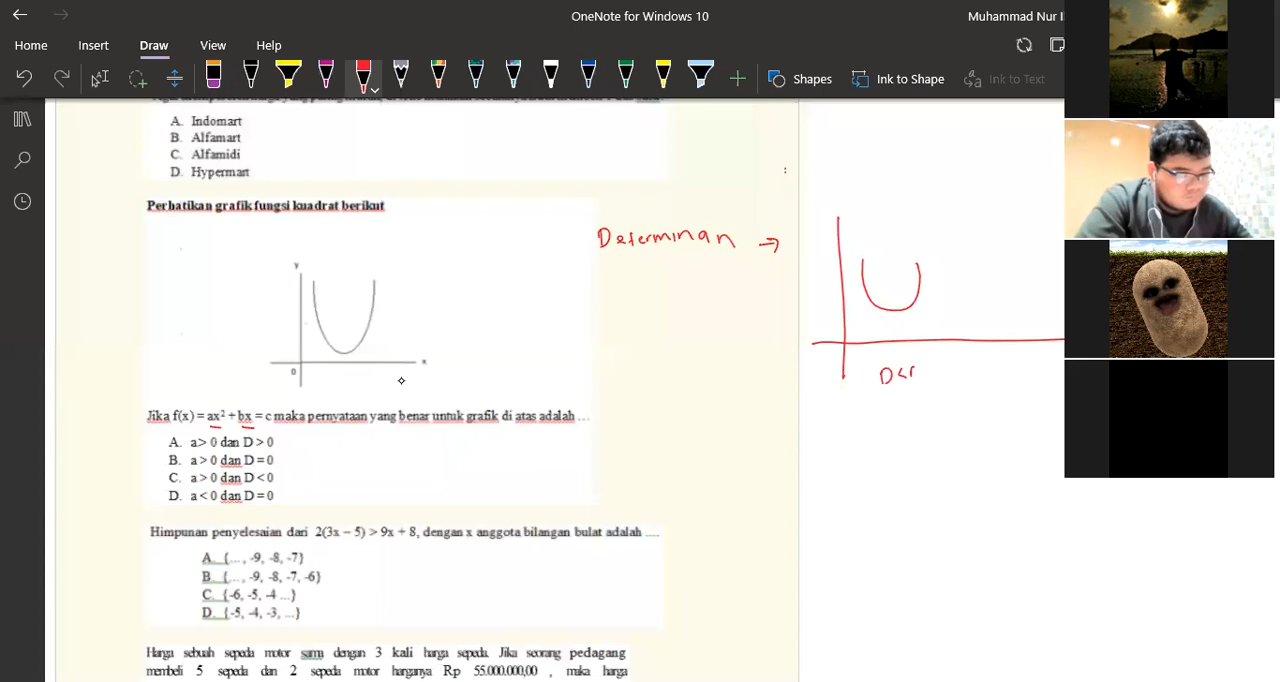 OneNote for Windows 10
Muhammad Nur
Home Insert Draw View Help
Shapes Ink to Shape Ink to Text
A. Indomart
B. Alfamart
C. Alfamidi
D. Hypermart
Perhatikan grafik fungsi kuadrat berikut
y
x
0
Jika f(x) = ax² + bx = c maka pernyataan yang benar untuk grafik di atas adalah …
A. a> 0 dan D > 0
B. a > 0 dan D = 0
C. a > 0 dan D < 0
D. a < 0 dan D = 0
Himpunan penyelesaian dari 2(3x – 5) > 9x + 8, dengan x anggota bilangan bulat adalah ....
A. {…, -9, -8, -7}
B. {…, -9, -8, -7, -6}
C. {-6, -5, -4 ...}
D. {-5, -4, -3, ...}
Harga sebuah sepeda motor sama dengan 3 kali harga sepeda. Jika seorang pedagang
membeli 5 sepeda dan 2 sepeda motor harganya Rp 55.000.000,00 , maka harga
Determinan →
D <